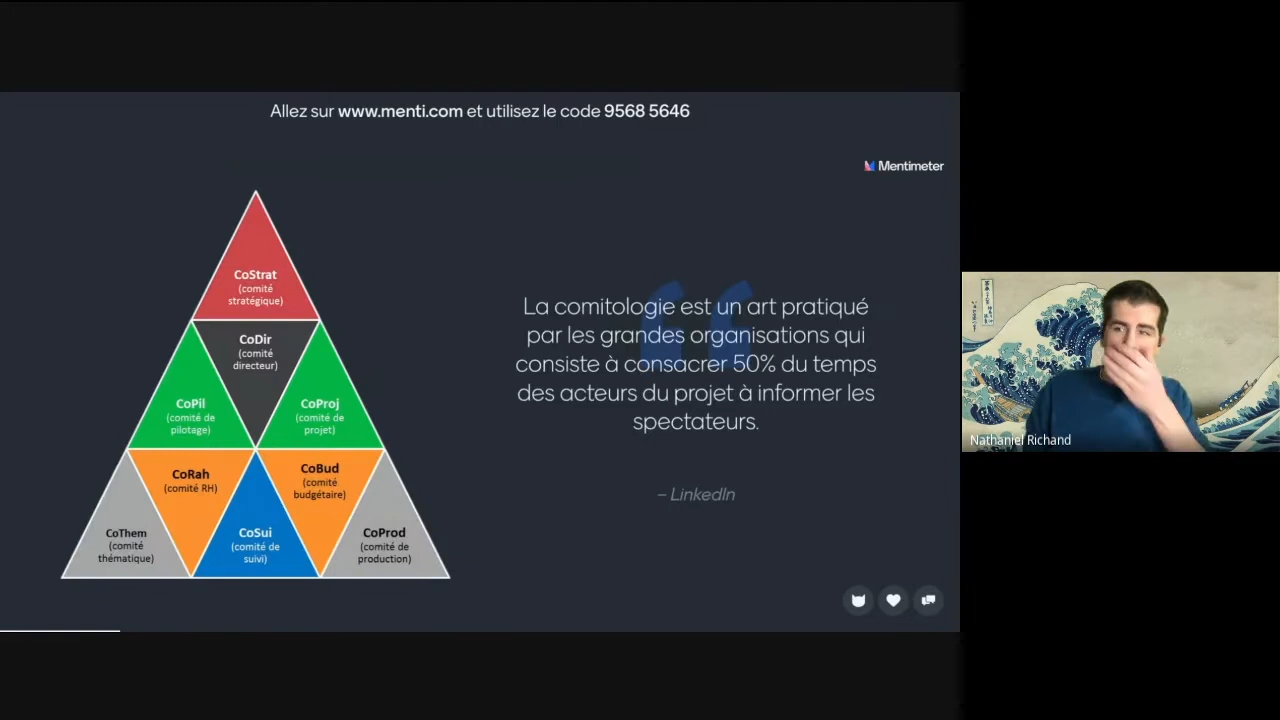 Allez sur www.menti.com et utilisez le code 9568 5646
Mentimeter
CoStrat
(comité
stratégique)
CoDir
(comité
directeur)
CoPil
(comité de
pilotage)
CoProj
(comité de
projet)
CoRah
(comité RH)
CoBud
(comité
budgétaire)
CoThem
(comité
thématique)
CoSui
(comité de
suivi)
CoProd
(comité de
production)
La comitologie est un art pratiqué
par les grandes organisations qui
consiste à consacrer 50% du temps
des acteurs du projet à informer les
spectateurs.
– LinkedIn
Nathaniel Richand